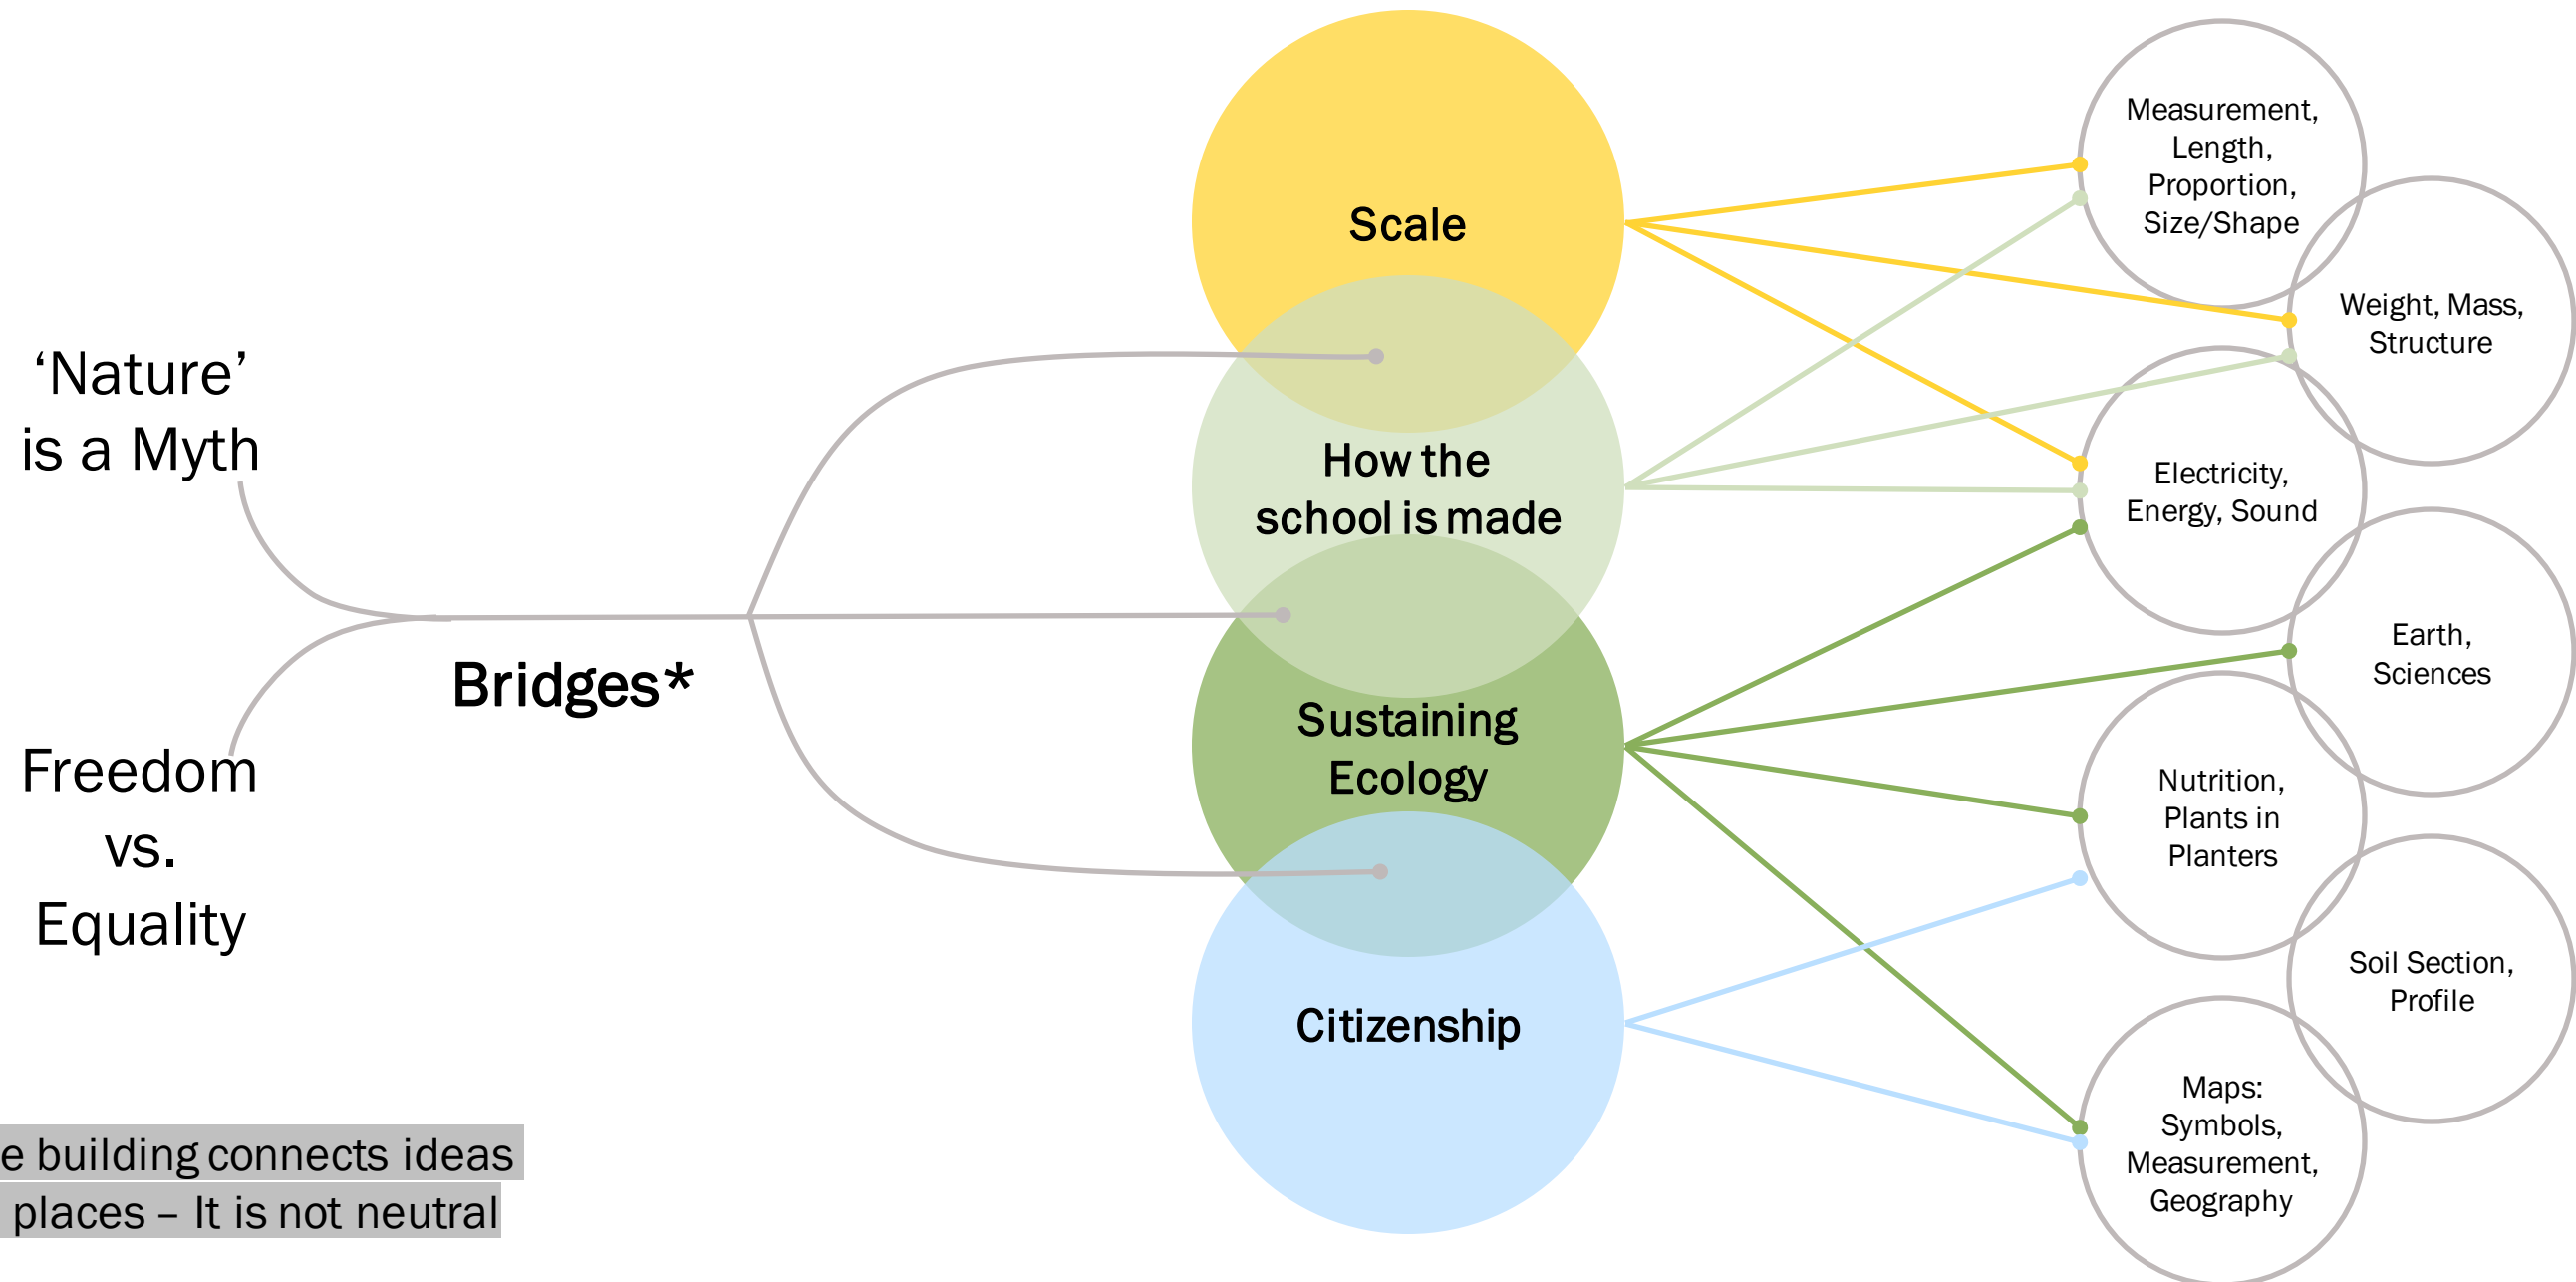 ‘Nature’
is a Myth
Freedom
vs.
Equality
Bridges*
e building connects ideas
places – It is not neutral
Scale
How the
school is made
Sustaining
Ecology
Citizenship
Measurement,
Length,
Proportion,
Size/Shape
Weight, Mass,
Structure
Electricity,
Energy, Sound
Earth,
Sciences
Nutrition,
Plants in
Planters
Soil Section,
Profile
Maps:
Symbols,
Measurement,
Geography